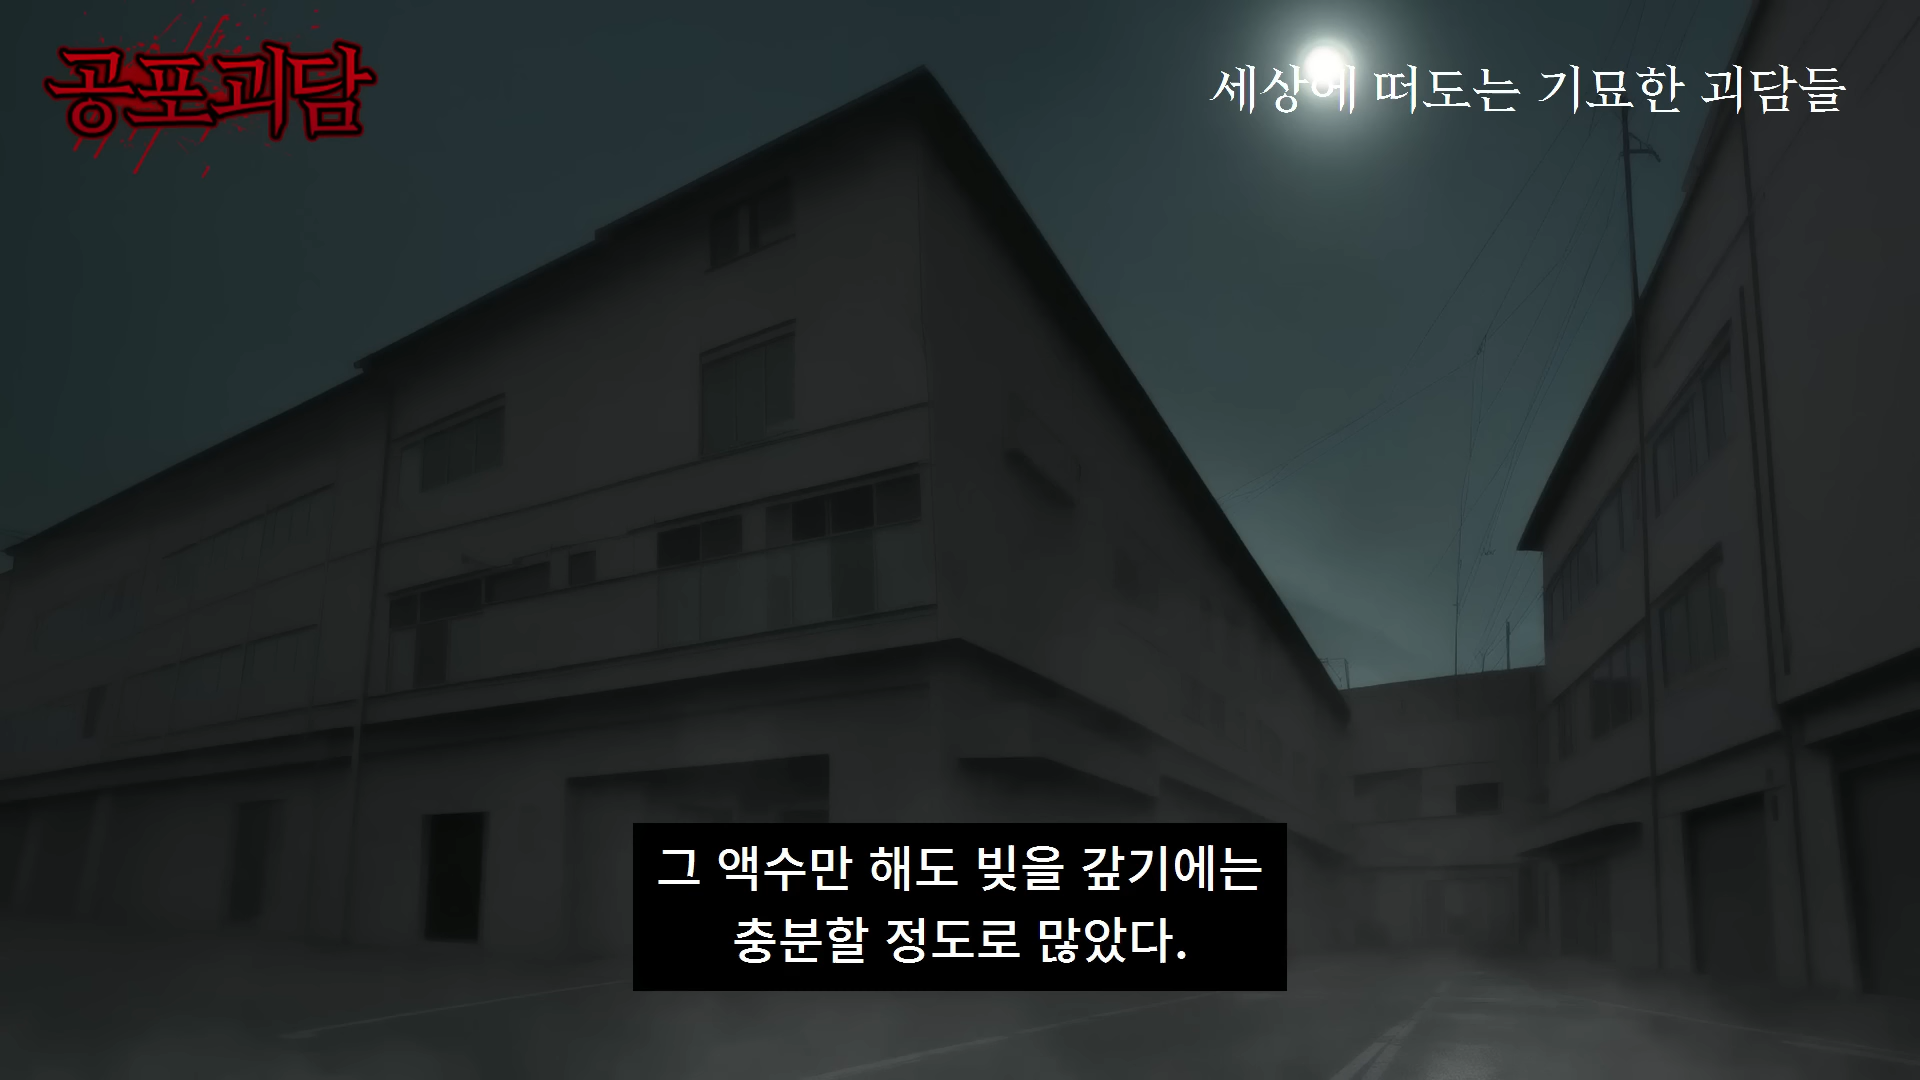 공포괴담
세상에 떠도는 기묘한 괴담들
그 액수만 해도 빚을 갚기에는
충분할 정도로 많았다.